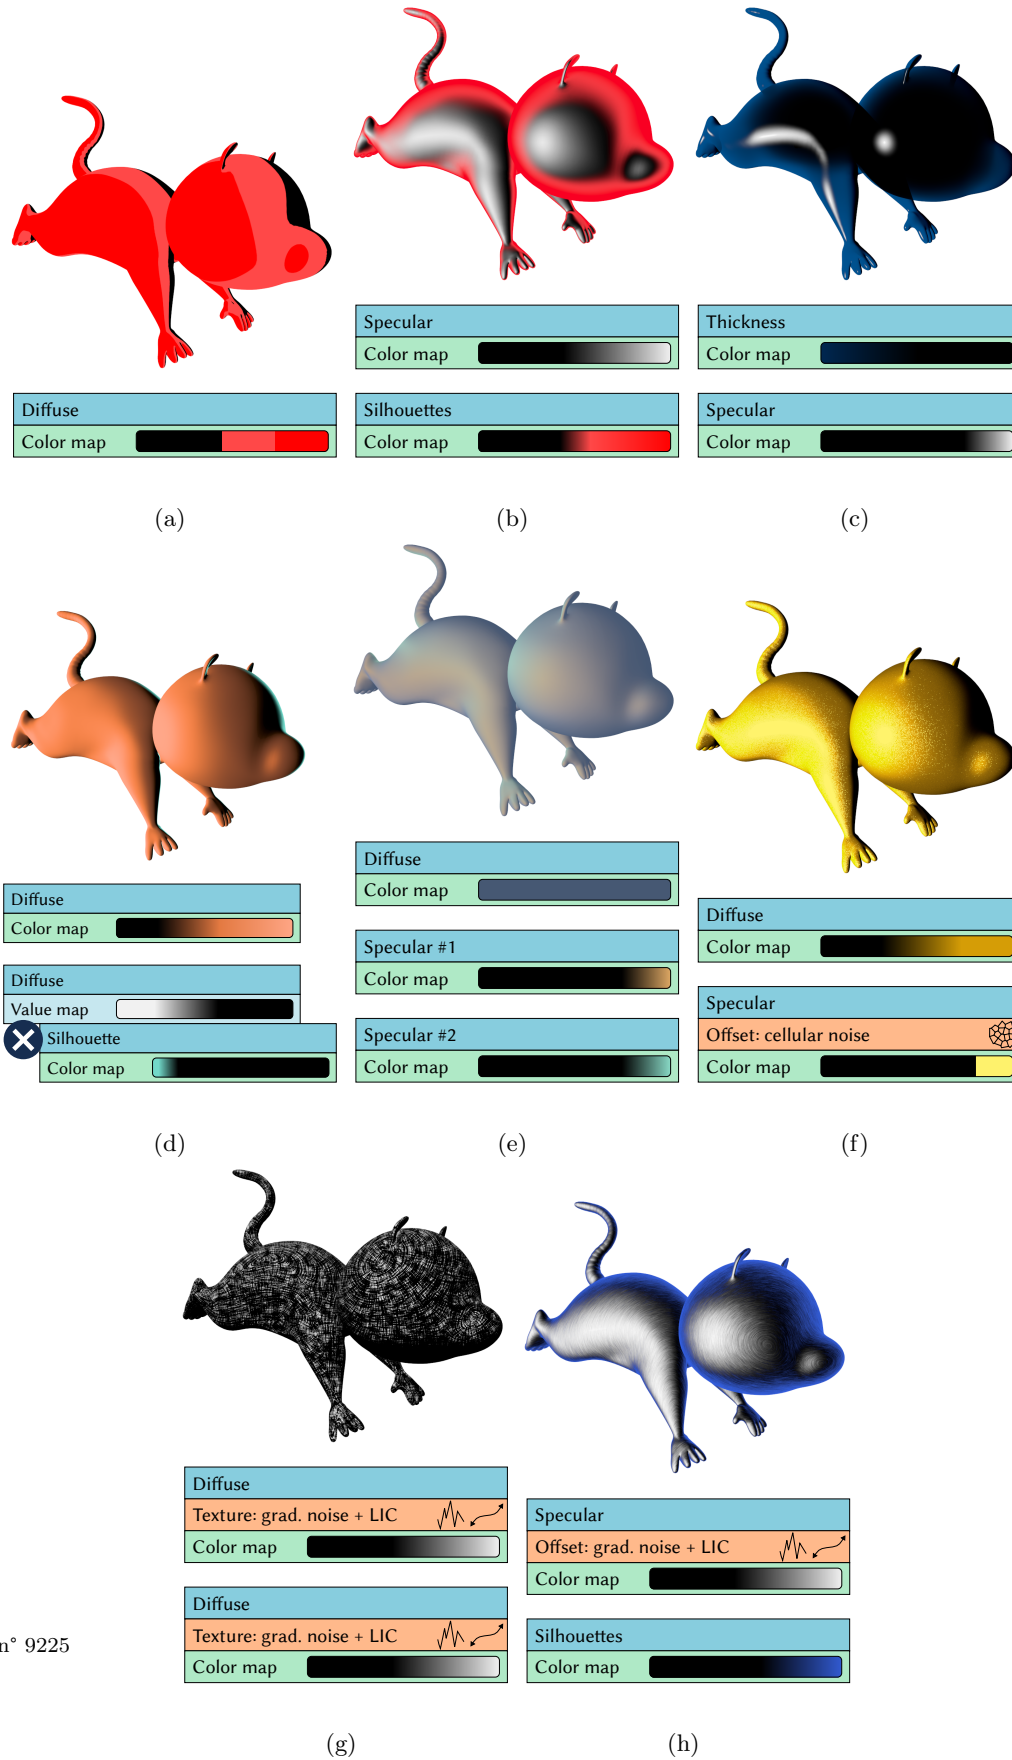 Diffuse
Color map
(a)
Specular
Color map
Silhouettes
Color map
(b)
Thickness
Color map
Specular
Color map
(c)
Diffuse
Color map
Diffuse
Value map
Silhouette
Color map
(d)
Diffuse
Color map
Specular #1
Color map
Specular #2
Color map
(e)
Diffuse
Color map
Specular
Offset: cellular noise
Color map
(f)
Diffuse
Texture: grad. noise + LIC
Color map
Diffuse
Texture: grad. noise + LIC
Color map
(g)
Specular
Offset: grad. noise + LIC
Color map
Silhouettes
Color map
(h)
n° 9225